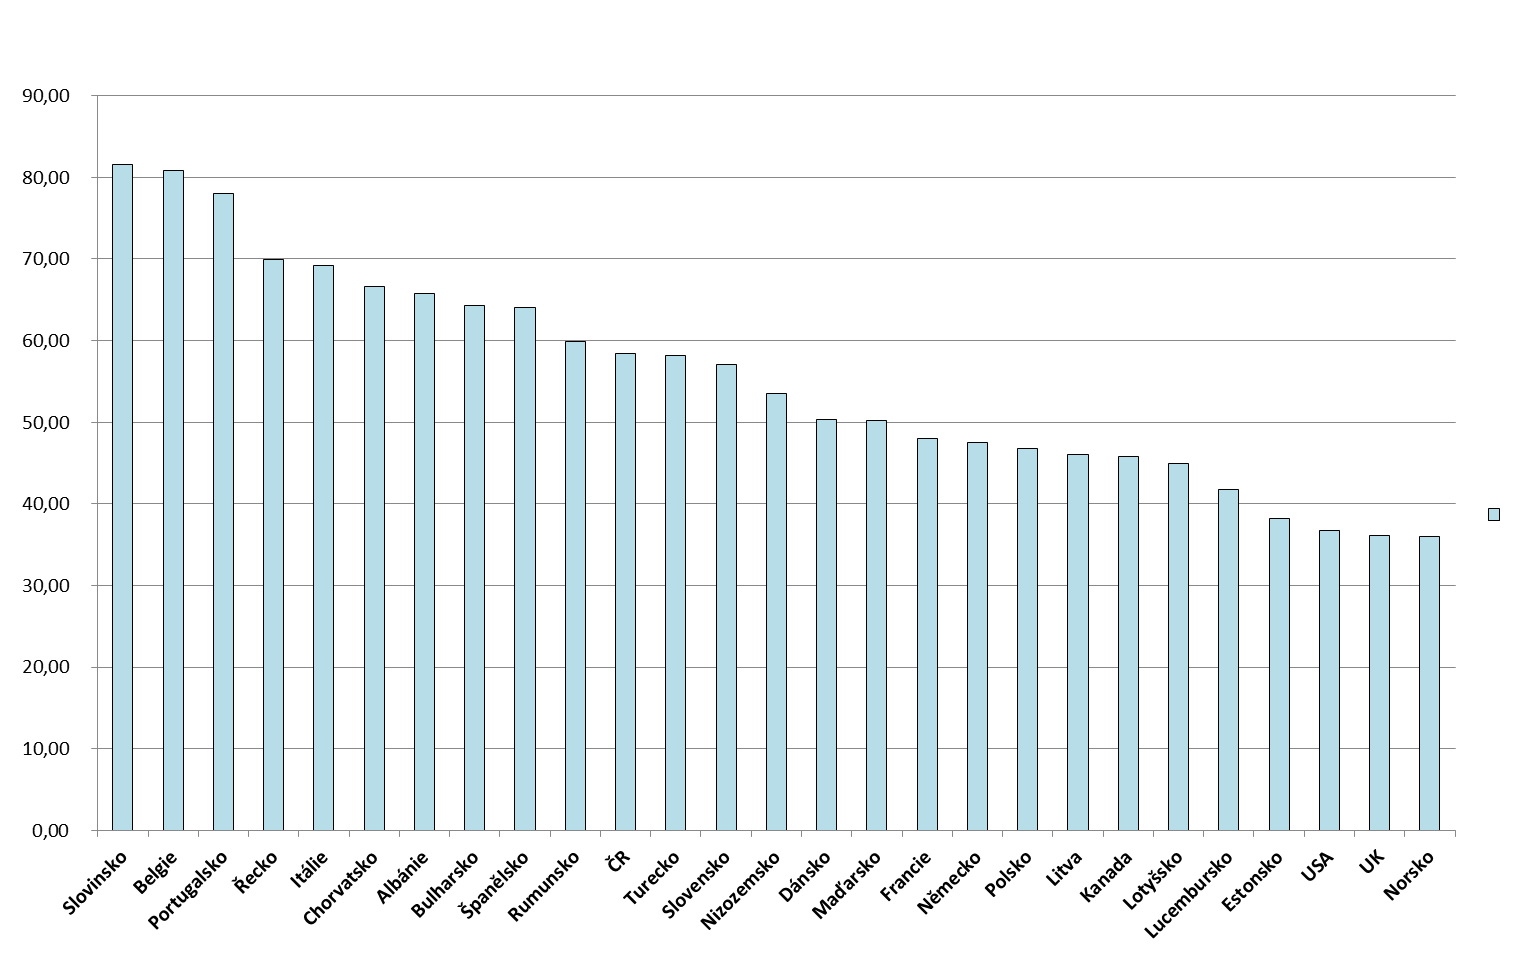 90,00
80,00
70,00
60,00
50,00
40,00
30,00
20,00
10,00
0,00
Slovinsko
Belgie
Portugalsko
Řecko
Itálie
Chorvatsko
Albánie
Bulharsko
Španělsko
Rumunsko
ČR
Turecko
Slovensko
Nizozemsko
Dánsko
Maďarsko
Francie
Německo
Polsko
Litva
Kanada
Lotyšsko
Lucembursko
Estonsko
USA
UK
Norsko